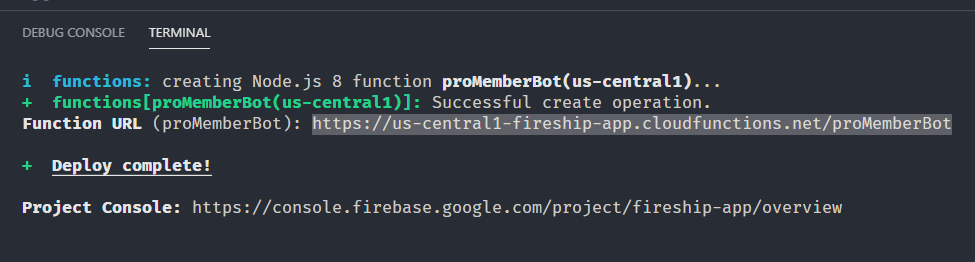 DEBUG CONSOLE TERMINAL
i functions: creating Node.js 8 function proMemberBot(us-central1)...
+ functions[proMemberBot(us-central1)]: Successful create operation.
Function URL (proMemberBot): https://us-central1-fireship-app.cloudfunctions.net/proMemberBot
+ Deploy complete!
Project Console: https://console.firebase.google.com/project/fireship-app/overview